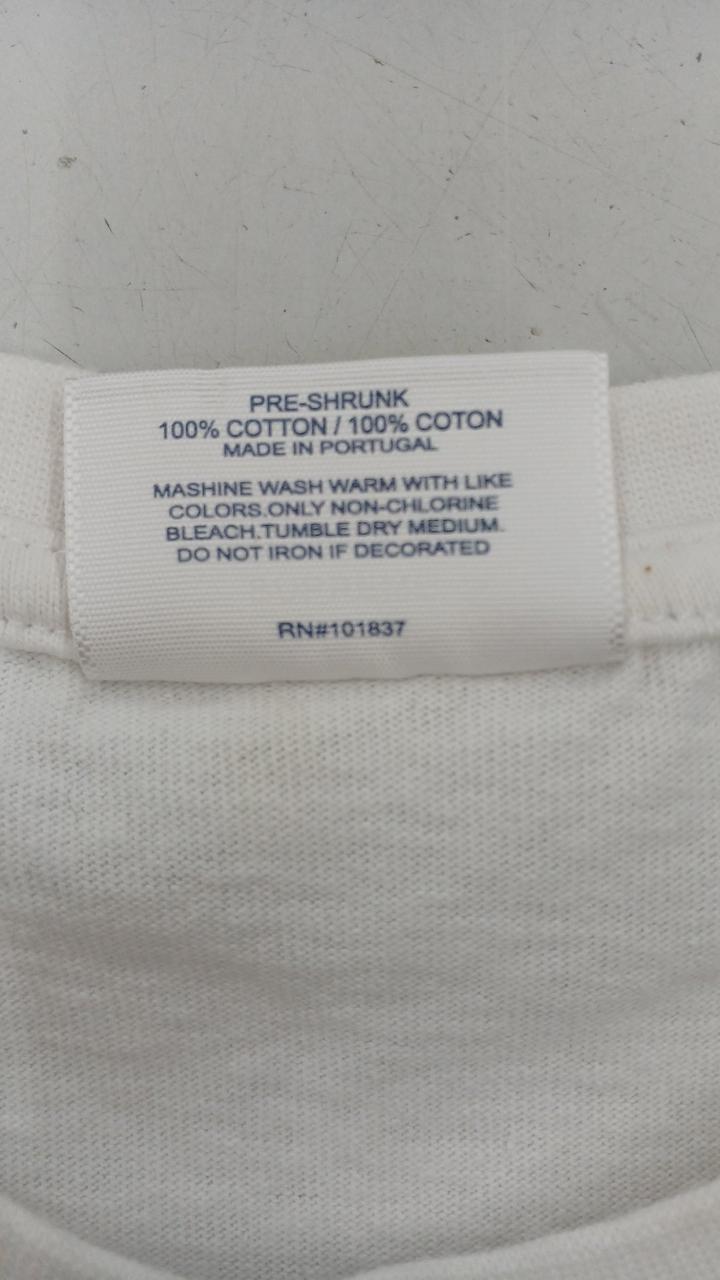 PRE-SHRUNK
100% COTTON / 100% COTON
MADE IN PORTUGAL
MASHINE WASH WARM WITH LIKE
COLORS.ONLY NON-CHLORINE
BLEACH.TUMBLE DRY MEDIUM.
DO NOT IRON IF DECORATED
RN#101837